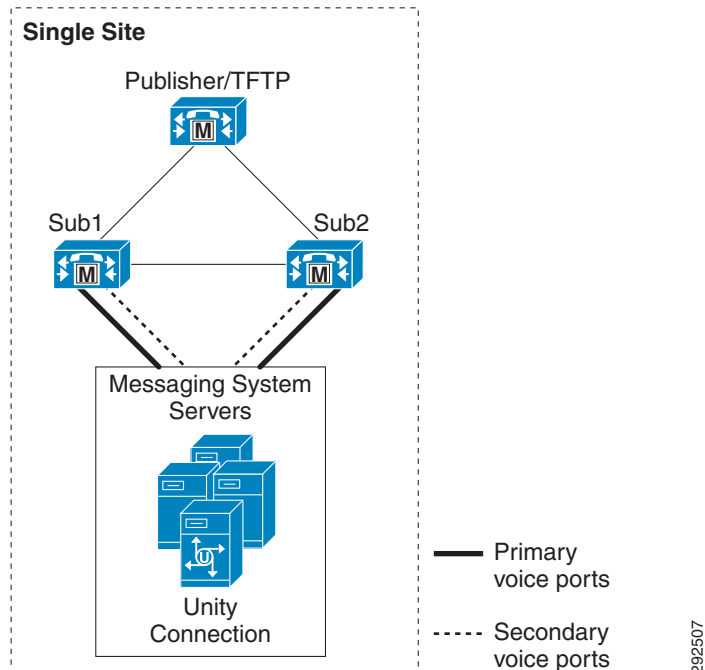 Single Site
Publisher/TFTP
M
Sub1
Sub2
M
M
Messaging System
Servers
U
Unity
Connection
Primary
voice ports
Secondary
voice ports
292507